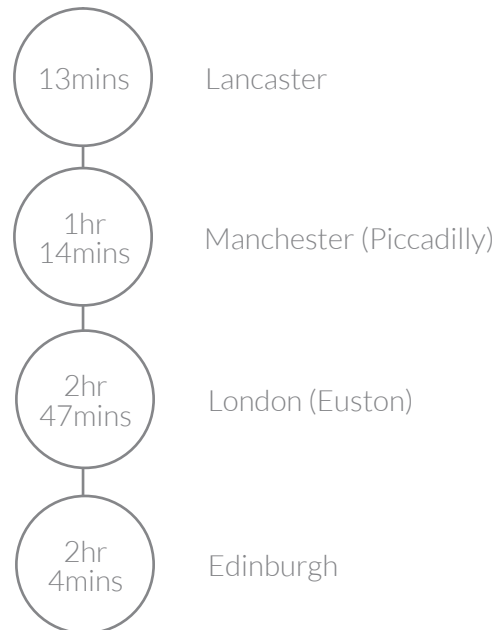 13mins
Lancaster
1hr
14mins
Manchester (Piccadilly)
2hr
47mins
London (Euston)
2hr
4mins
Edinburgh